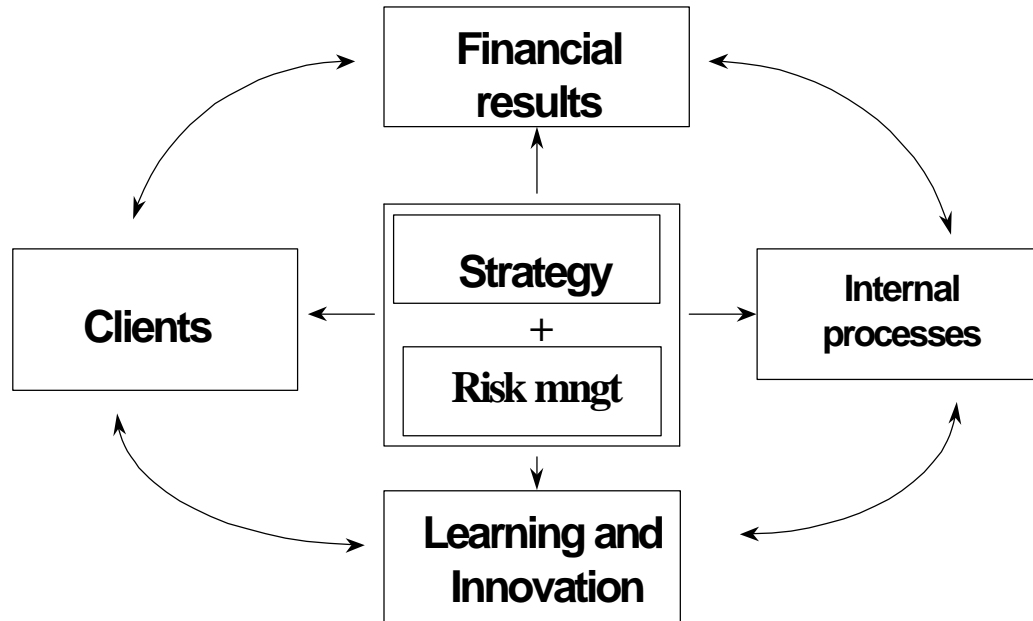 Financial
results
Strategy
Clients
+
Internal
processes
Risk mngt
Learning and
Innovation